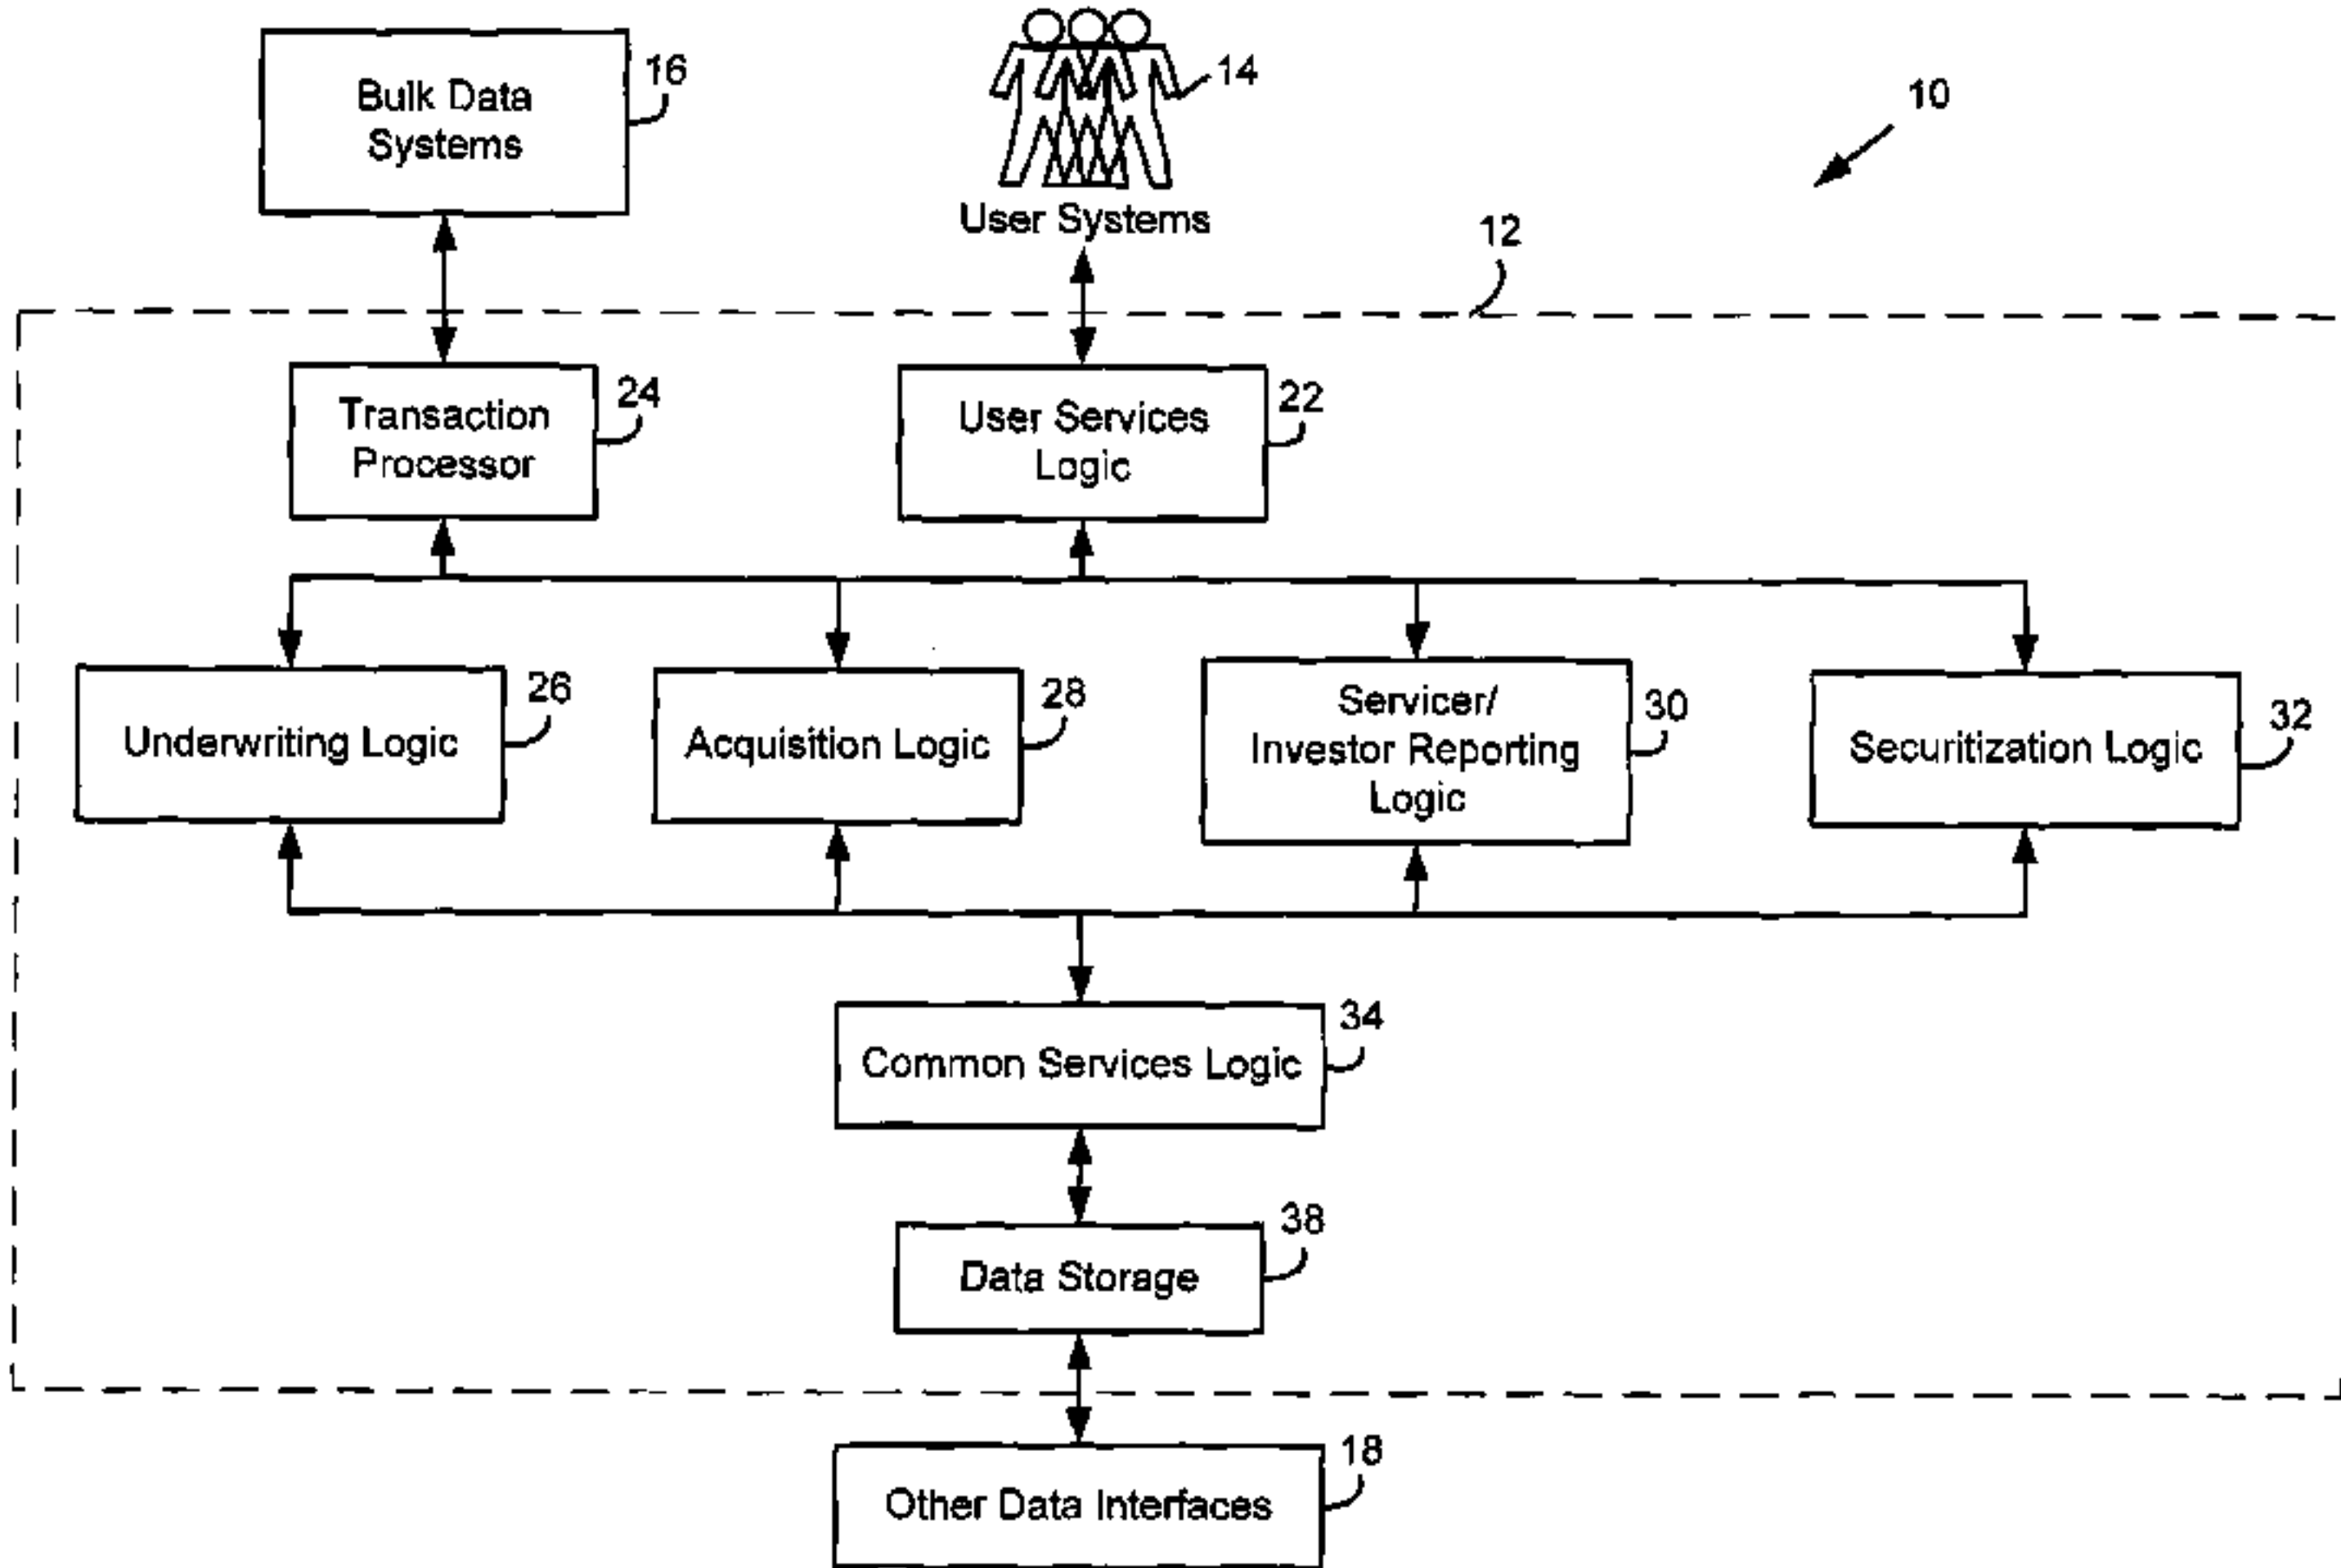 Bulk Data
Systems
16
14
User Systems
10
12
Transaction
Processor
24
User Services
Logic
22
Underwriting Logic
26
Acquisition Logic
28
Servicer/
Investor Reporting
Logic
30
Securitization Logic
32
Common Services Logic
34
Data Storage
38
Other Data Interfaces
18